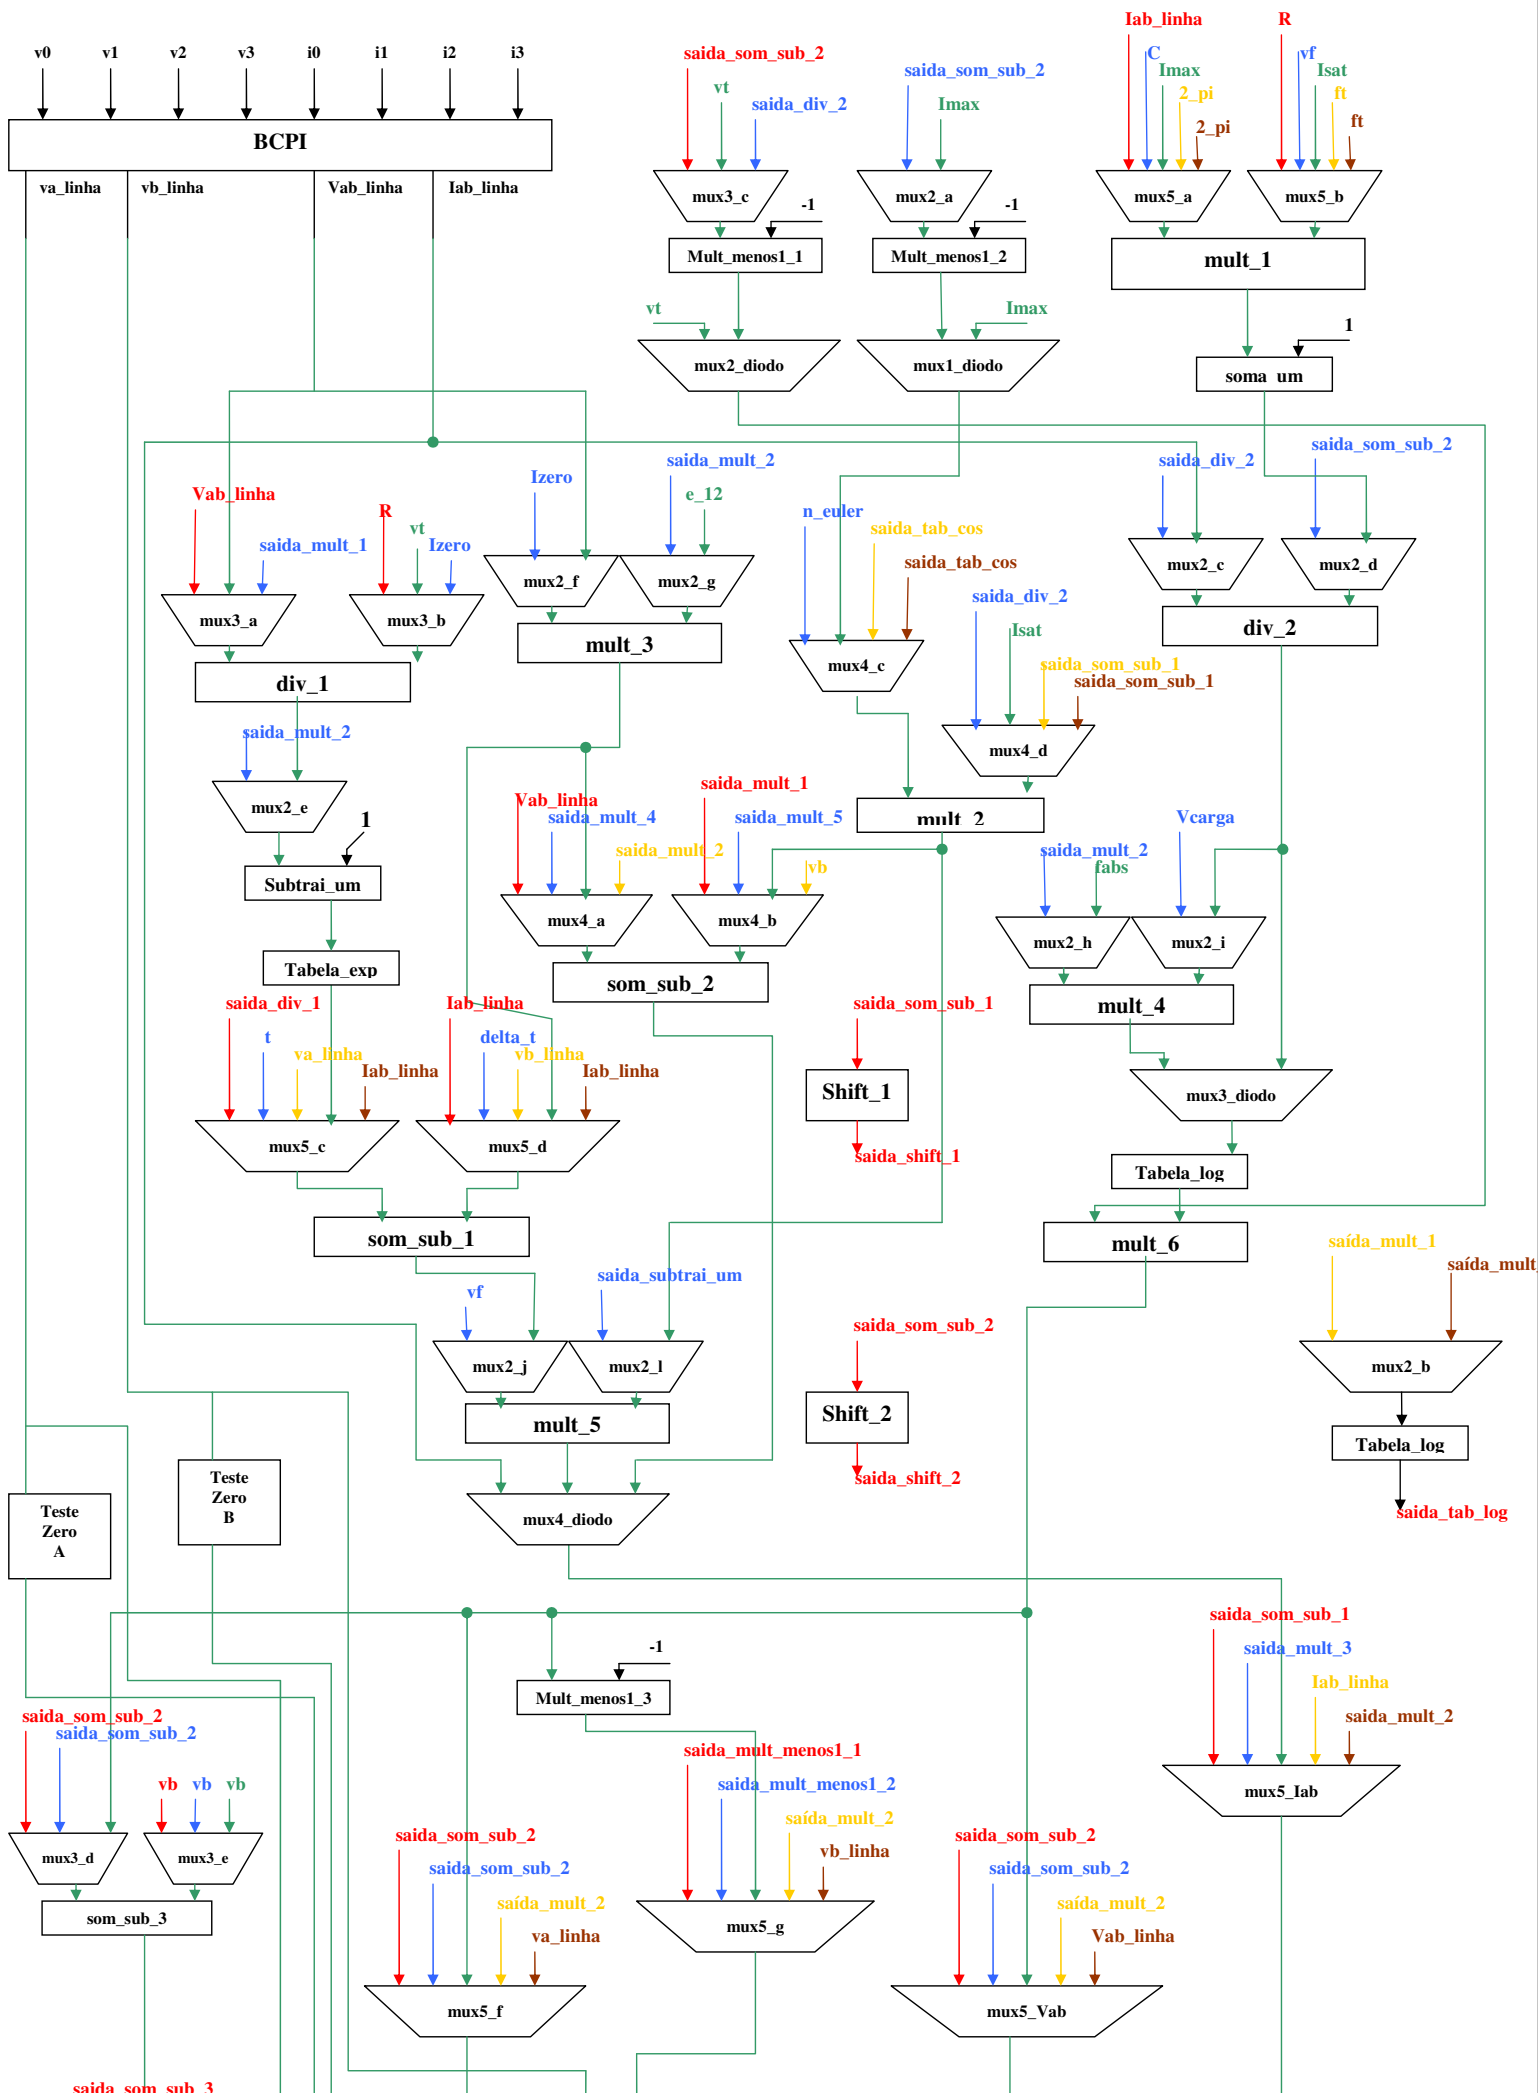 Iab_linha
R
v0
v1
v2
v3
i0
i1
i2
i3
saida_som_sub_2
C
vf
saida_som_sub_2
Imax
Isat
vt
saida_div_2
Imax
2_pi
ft
2_pi
ft
BCPI
va_linha
vb_linha
Vab_linha
Iab_linha
mux3_c
mux2_a
mux5_a
mux5_b
-1
-1
Mult_menos1_1
Mult_menos1_2
mult_1
vt
Imax
1
mux2_diodo
mux1_diodo
soma_um
saida_som_sub_2
saida_mult_2
saida_div_2
Izero
Vab_linha
e_12
R
n_euler
vt
saida_tab_cos
saida_mult_1
Izero
saida_tab_cos
mux2_f
mux2_g
mux2_c
mux2_d
saida_div_2
mux3_a
mux3_b
Isat
div_2
mult_3
mux4_c
saida_som_sub_1
saida_som_sub_1
div_1
saida_mult_2
mux4_d
saida_mult_1
Vab_linha
mux2_e
saida_mult_4
saida_mult_5
mult_2
Vcarga
1
saida_mult_2
saida_mult_2
vb
fabs
Subtrai_um
mux4_a
mux4_b
mux2_h
mux2_i
Tabela_exp
som_sub_2
saida_div_1
Iab_linha
saida_som_sub_1
mult_4
t
delta_t
va_linha
vb_linha
Iab_linha
Iab_linha
Shift_1
mux3_diodo
mux5_c
mux5_d
saida_shift_1
Tabela_log
som_sub_1
mult_6
saída_mult_1
saida_subtrai_um
saída_mult_
vf
saida_som_sub_2
mux2_j
mux2_l
mux2_b
mult_5
Shift_2
Tabela_log
Teste
Zero
B
saida_shift_2
Teste
Zero
A
mux4_diodo
saida_tab_log
saida_som_sub_1
-1
saida_mult_3
Mult_menos1_3
Iab_linha
saida_som_sub_2
saida_mult_2
saida_som_sub_2
saida_mult_menos1_1
vb
vb
vb
saida_mult_menos1_2
mux5_Iab
saída_mult_2
saida_som_sub_2
saida_som_sub_2
vb_linha
mux3_d
mux3_e
saida_som_sub_2
saida_som_sub_2
saída_mult_2
saída_mult_2
som_sub_3
mux5_g
va_linha
Vab_linha
mux5_f
mux5_Vab
saida_som_sub_3